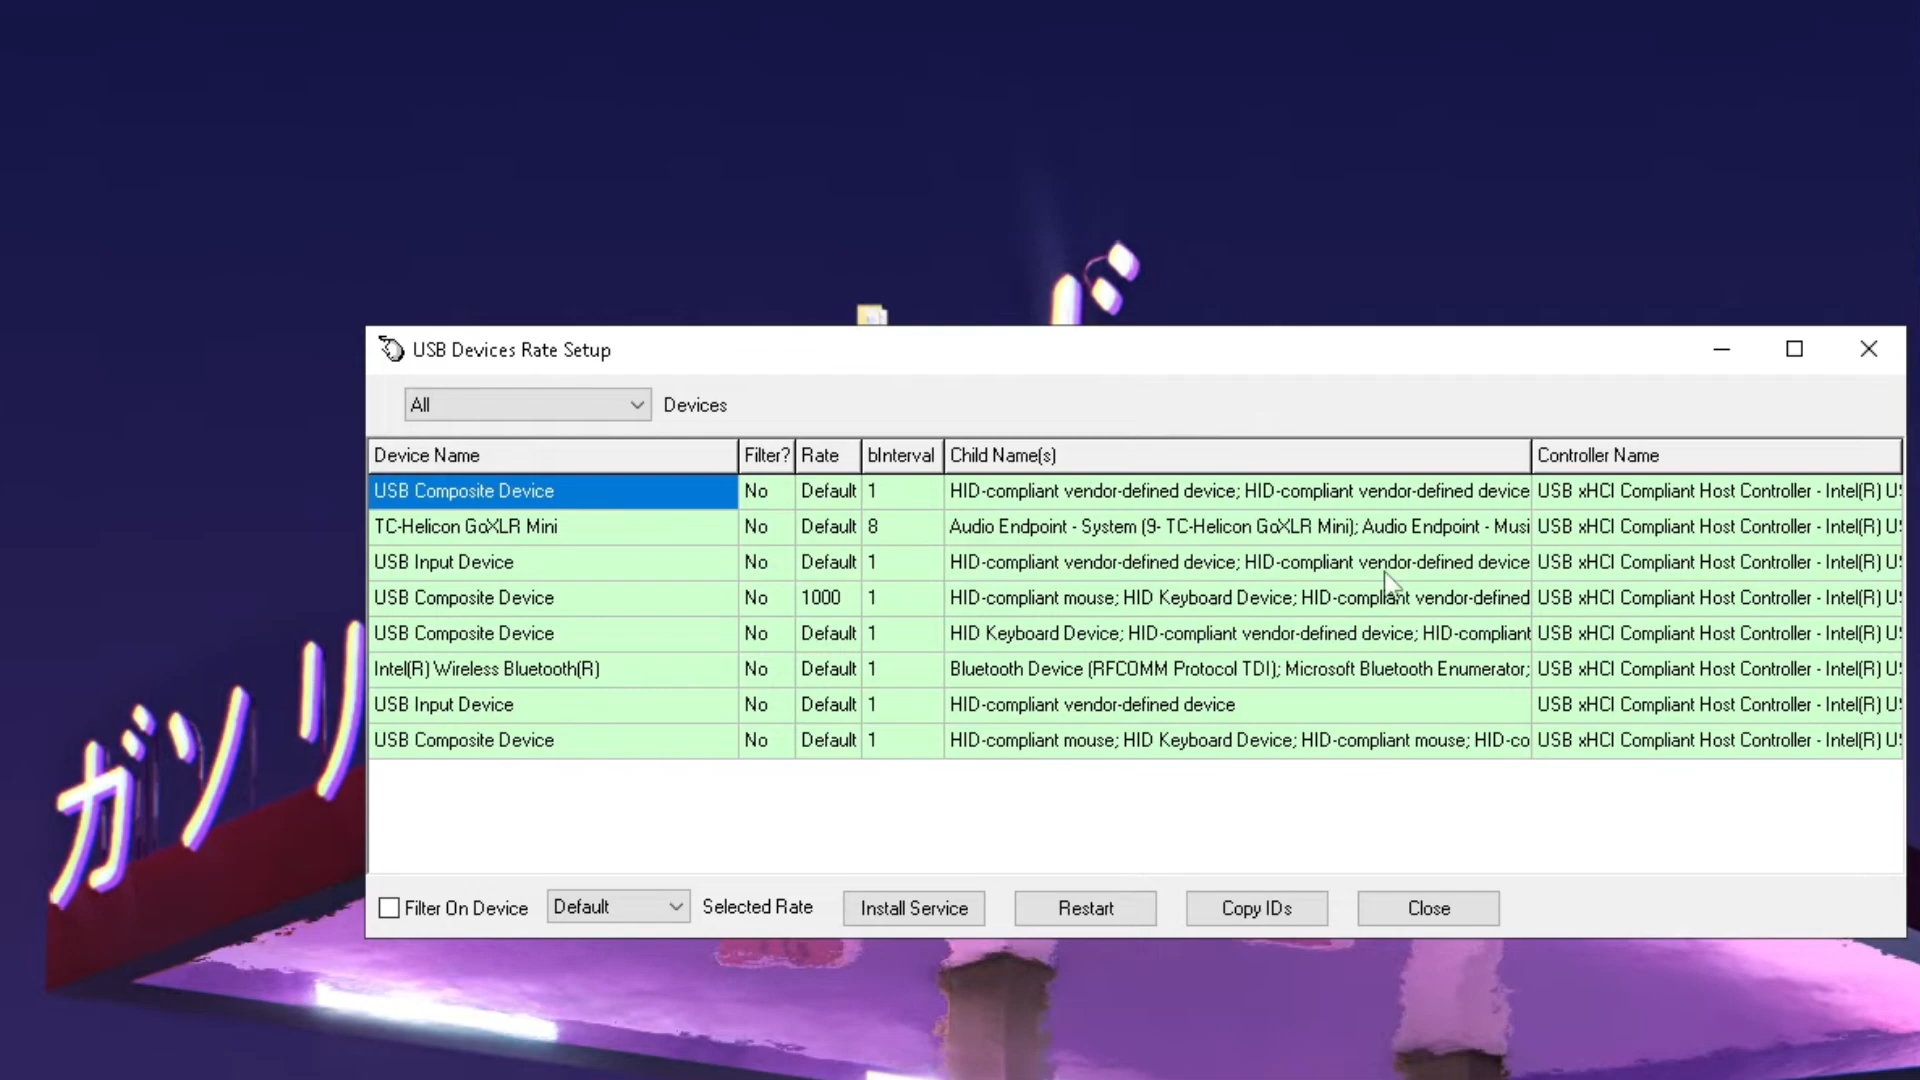 USB Devices Rate Setup
All Devices
Device Name Filter? Rate bInterval Child Name(s) Controller Name
USB Composite Device No Default 1 HID-compliant vendor-defined device; HID-compliant vendor-defined device USB xHCI Compliant Host Controller - Intel(R) US
TC-Helicon GoXLR Mini No Default 8 Audio Endpoint - System (9- TC-Helicon GoXLR Mini); Audio Endpoint - Musi USB xHCI Compliant Host Controller - Intel(R) US
USB Input Device No Default 1 HID-compliant vendor-defined device; HID-compliant vendor-defined device USB xHCI Compliant Host Controller - Intel(R) US
USB Composite Device No 1000 1 HID-compliant mouse; HID Keyboard Device; HID-compliant vendor-defined USB xHCI Compliant Host Controller - Intel(R) US
USB Composite Device No Default 1 HID Keyboard Device; HID-compliant vendor-defined device; HID-compliant USB xHCI Compliant Host Controller - Intel(R) US
Intel(R) Wireless Bluetooth(R) No Default 1 Bluetooth Device (RFCOMM Protocol TDI); Microsoft Bluetooth Enumerator; USB xHCI Compliant Host Controller - Intel(R) US
USB Input Device No Default 1 HID-compliant vendor-defined device USB xHCI Compliant Host Controller - Intel(R) US
USB Composite Device No Default 1 HID-compliant mouse; HID Keyboard Device; HID-compliant mouse; HID-co USB xHCI Compliant Host Controller - Intel(R) US
Filter On Device Default Selected Rate Install Service Restart Copy IDs Close
ガソリ